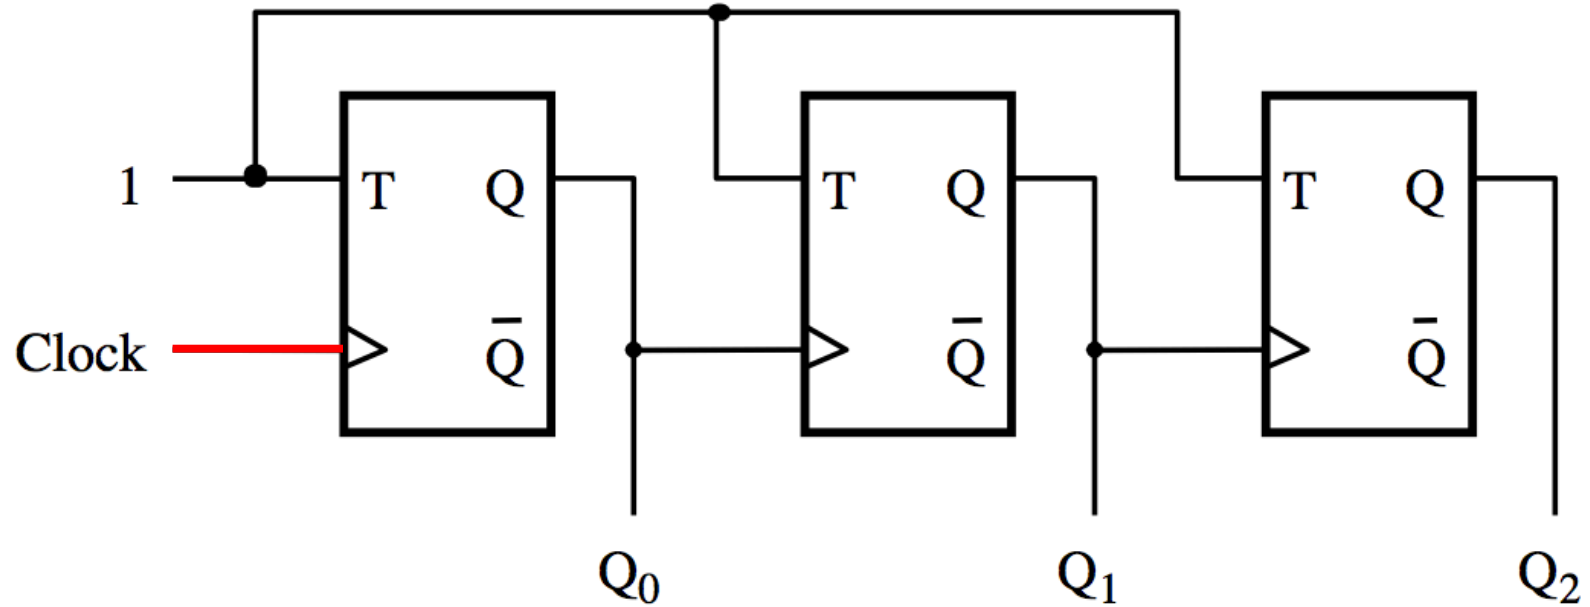 1 T Q T Q T Q
Clock Q̅ Q̅ Q̅
Q₀ Q₁ Q₂